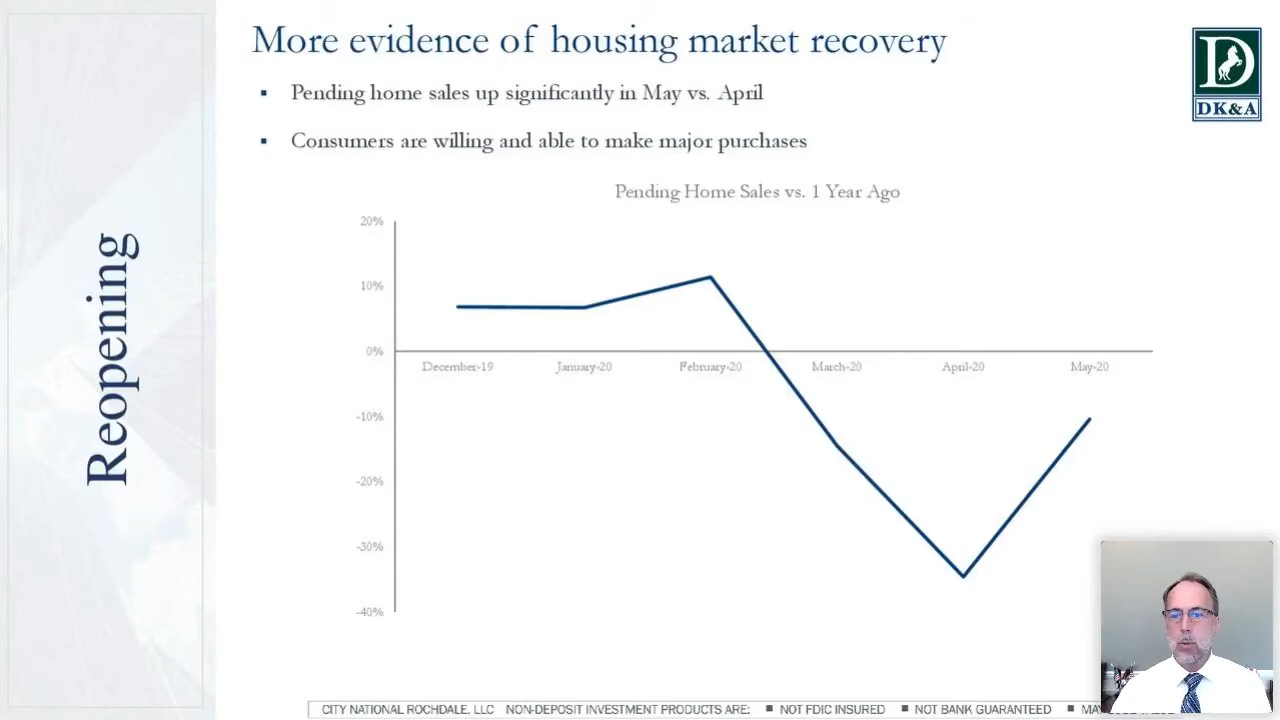 More evidence of housing market recovery
Pending home sales up significantly in May vs. April
Consumers are willing and able to make major purchases
D
DK&A
Reopening
Pending Home Sales vs. 1 Year Ago
20%
10%
0%
December-19 January-20 February-20 March-20 April-20 May-20
-10%
-20%
-30%
-40%
CITY NATIONAL ROCHDALE, LLC NON-DEPOSIT INVESTMENT PRODUCTS ARE: ■ NOT FDIC INSURED ■ NOT BANK GUARANTEED ■